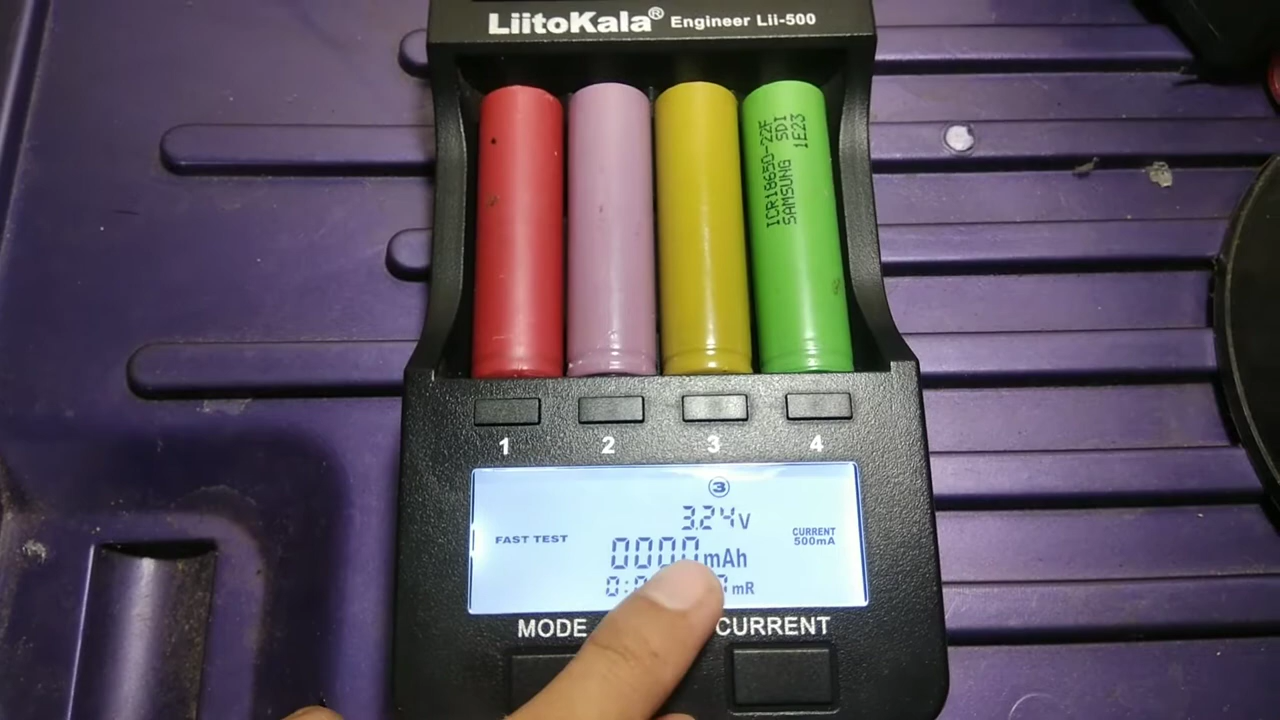 LiitoKala® Engineer Lii-500
ICR18650-22F
SAMSUNG SDI
1E23
1 2 3 4
3
3.24V
FAST TEST
CURRENT
500mA
0000mAh
mR
MODE CURRENT